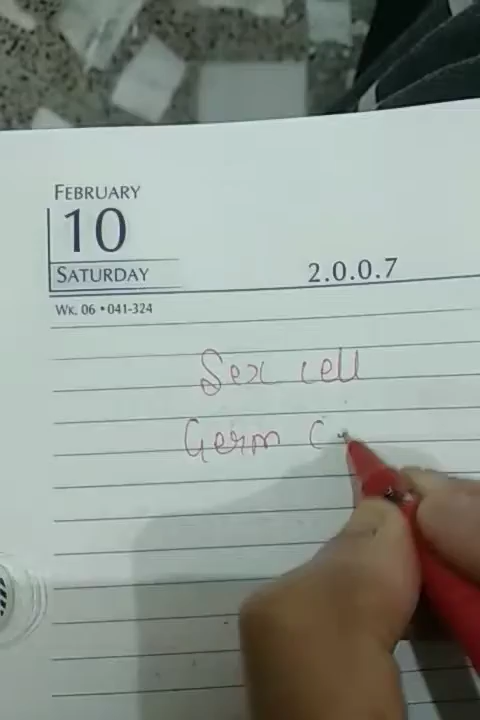 FEBRUARY
10
SATURDAY
2.0.0.7
WK. 06 • 041-324
Sex cell
Germ C